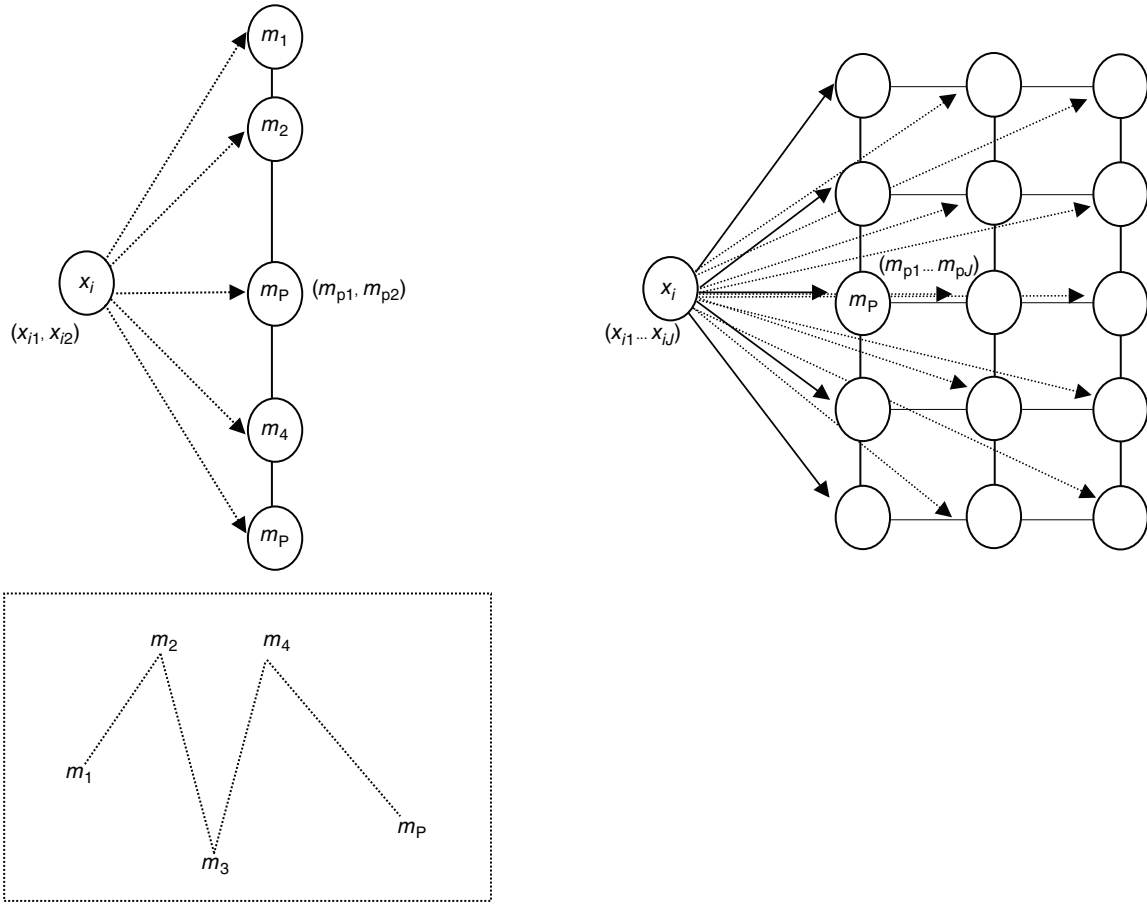 m1
m2
xi
mP
(mp1, mp2)
(xi1, xi2)
m4
mP
(mp1... mpJ)
xi
mP
(xi1... xiJ)
m2
m4
m1
mP
m3